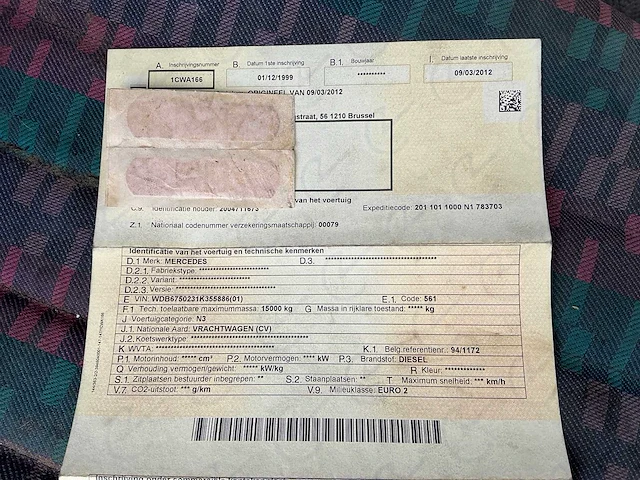 A. Inschrijvingsnummer B. Datum 1ste inschrijving B.1. Bouwjaar I. Datum laatste inschrijving
1CWA166 01/12/1999 ********** 09/03/2012
ORIGINEEL VAN 09/03/2012
straat, 56 1210 Brussel
van het voertuig
C.9. Identificatie houder: Expeditiecode: 201 101 1000 N1 783703
Z.1. Nationaal codenummer verzekeringsmaatschappij: 00079
Identificatie van het voertuig en technische kenmerken
D.1 Merk: MERCEDES D.3. **************************
D.2.1. Fabriekstype: ******************
D.2.2. Variant: ******************
D.2.3. Versie: ******************
E VIN: WDB6750231K355886(01) E.1. Code: 561
F.1 Tech. toelaatbare maximummassa: 15000 kg G Massa in rijklare toestand: ***** kg
J Voertuigcategorie: N3
J.1. Nationale Aard: VRACHTWAGEN (CV)
J.2. Koetswerktype: ******************************
K WVTA: ****************************** K.1. Belg.referentienr.: 94/1172
P.1. Motorinhoud: ***** cm³ P.2. Motorvermogen: **** kW P.3. Brandstof: DIESEL
Q Verhouding vermogen/gewicht: ***** kW/kg R Kleur: ************
S.1. Zitplaatsen bestuurder inbegrepen: ** S.2. Staanplaatsen: ** T Maximum snelheid: *** km/h
V.7. CO2-uitstoot: *** g/km V.9. Milieuklasse: EURO 2